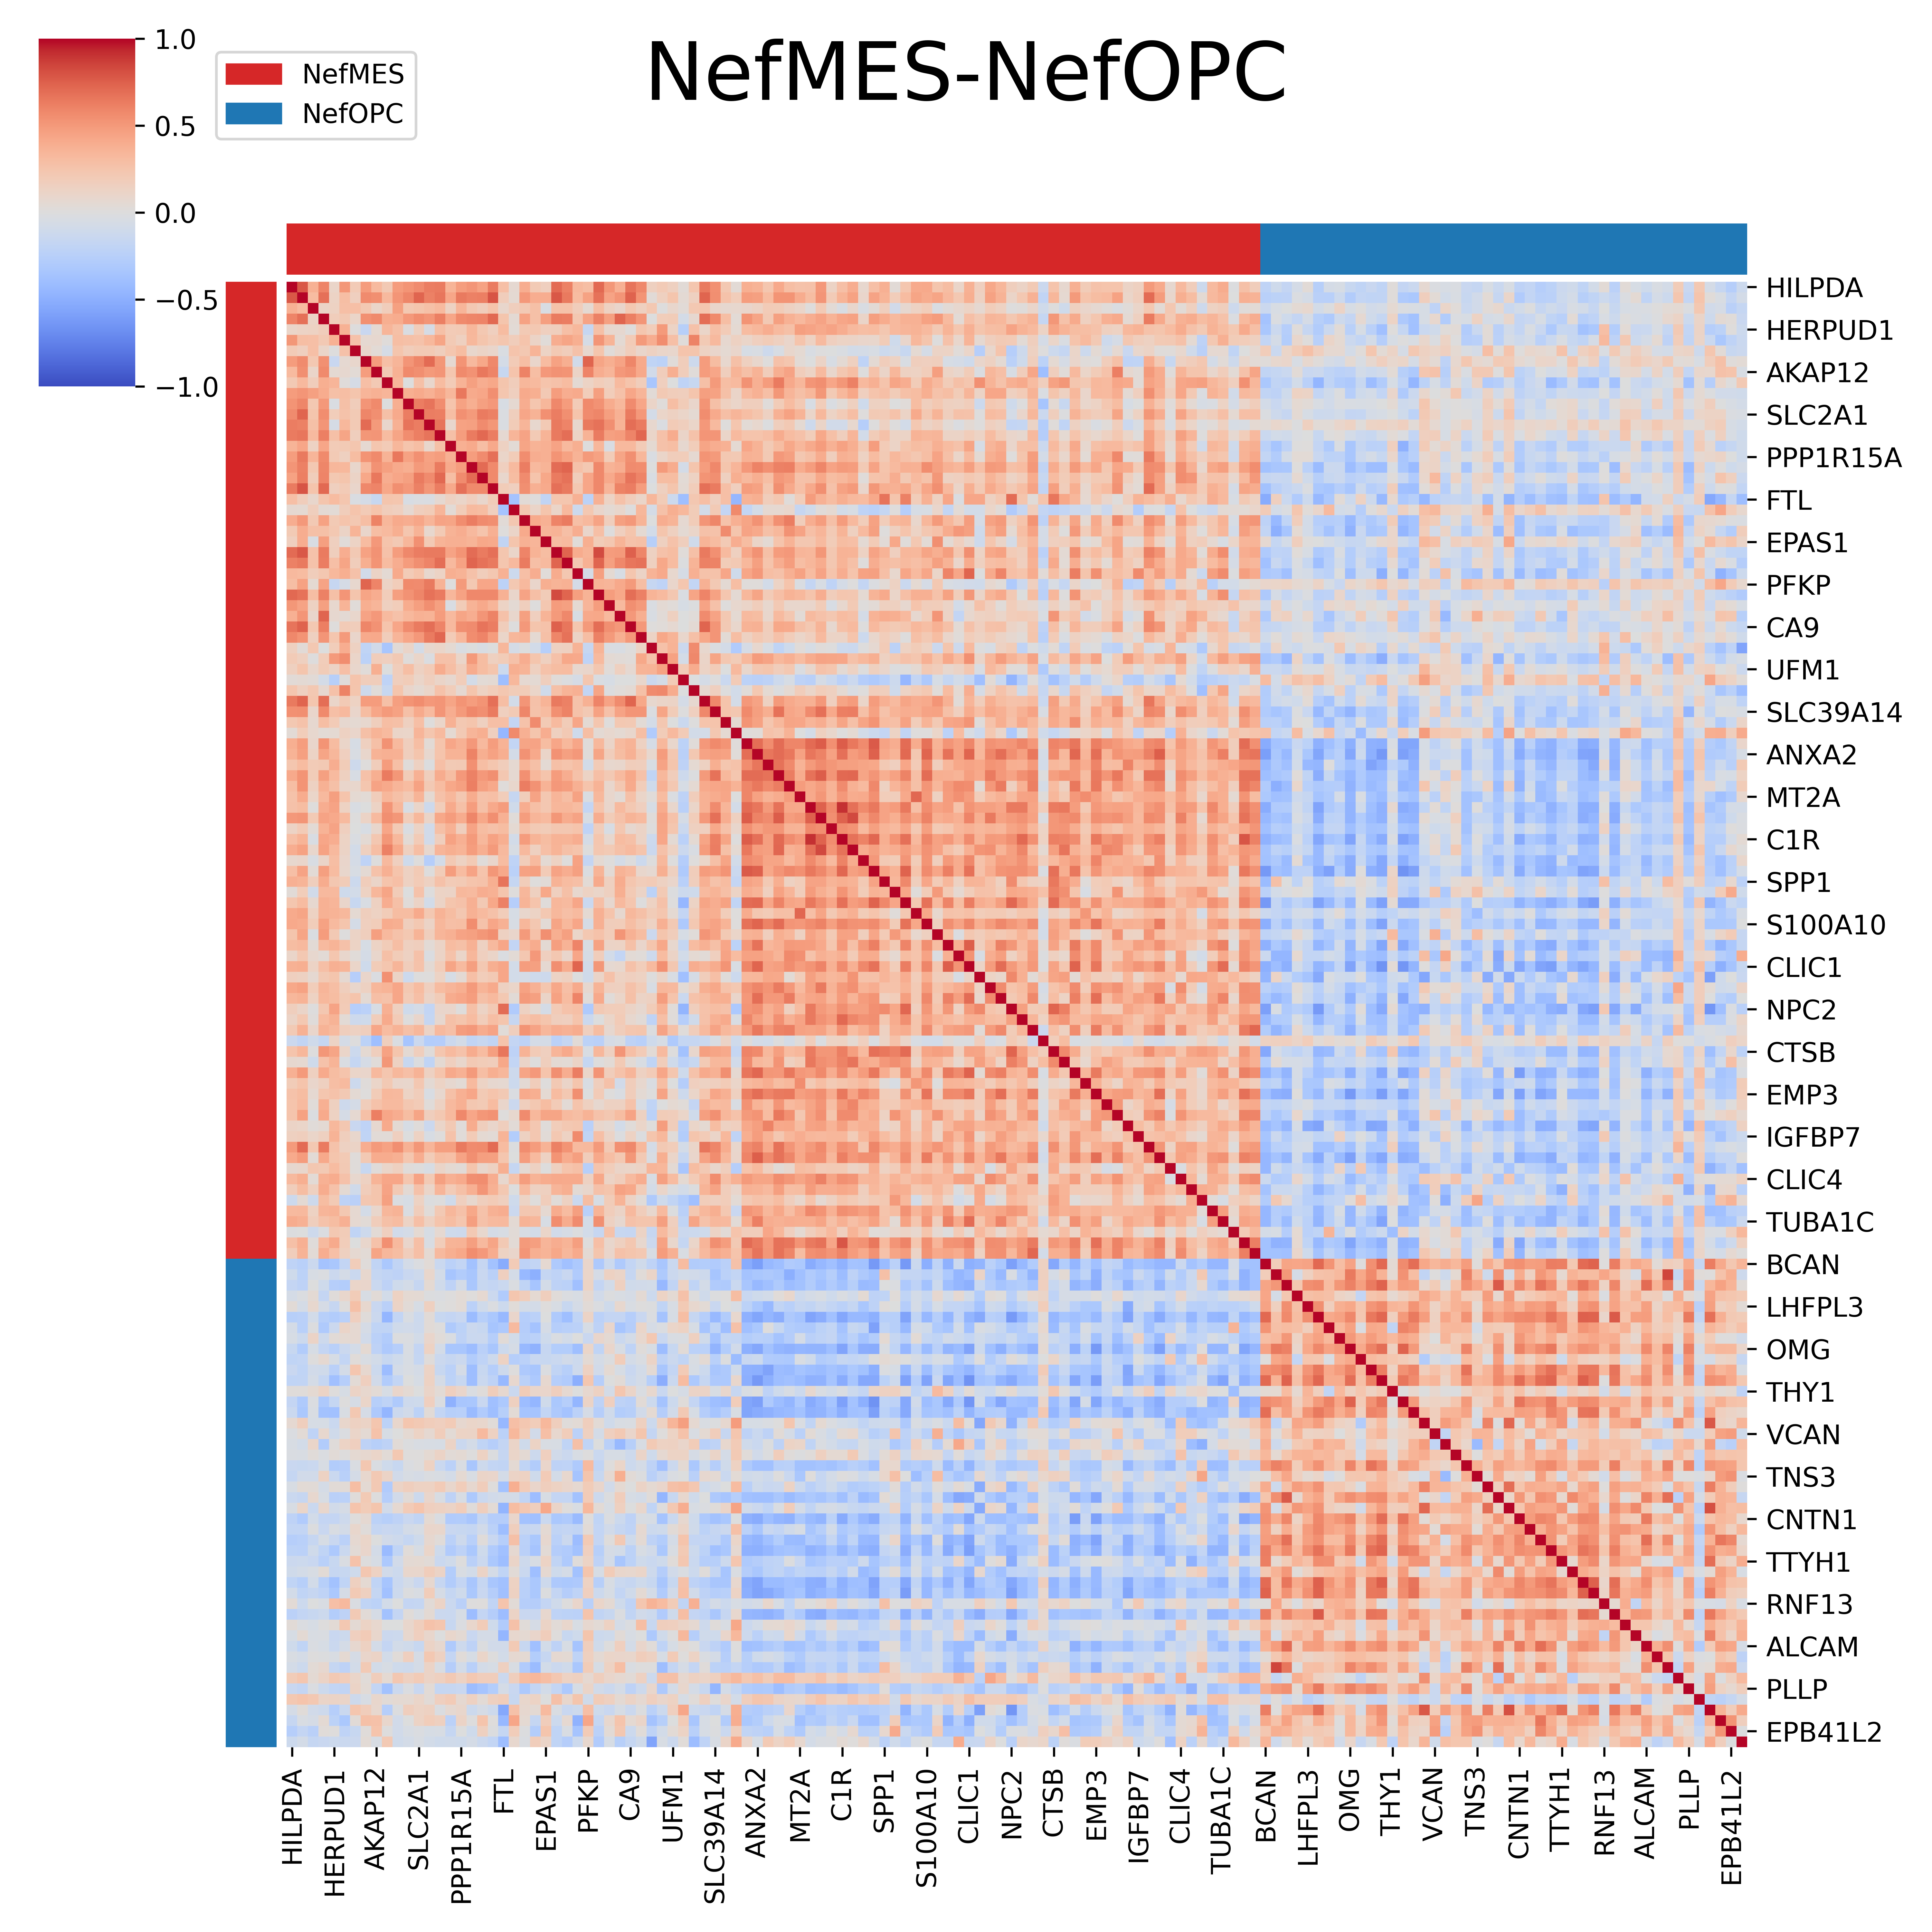 NefMES-NefOPC
1.0
0.5
0.0
−0.5
−1.0
NefMES
NefOPC
HILPDA
HERPUD1
AKAP12
SLC2A1
PPP1R15A
FTL
EPAS1
PFKP
CA9
UFM1
SLC39A14
ANXA2
MT2A
C1R
SPP1
S100A10
CLIC1
NPC2
CTSB
EMP3
IGFBP7
CLIC4
TUBA1C
BCAN
LHFPL3
OMG
THY1
VCAN
TNS3
CNTN1
TTYH1
RNF13
ALCAM
PLLP
EPB41L2
HILPDA
HERPUD1
AKAP12
SLC2A1
PPP1R15A
FTL
EPAS1
PFKP
CA9
UFM1
SLC39A14
ANXA2
MT2A
C1R
SPP1
S100A10
CLIC1
NPC2
CTSB
EMP3
IGFBP7
CLIC4
TUBA1C
BCAN
LHFPL3
OMG
THY1
VCAN
TNS3
CNTN1
TTYH1
RNF13
ALCAM
PLLP
EPB41L2